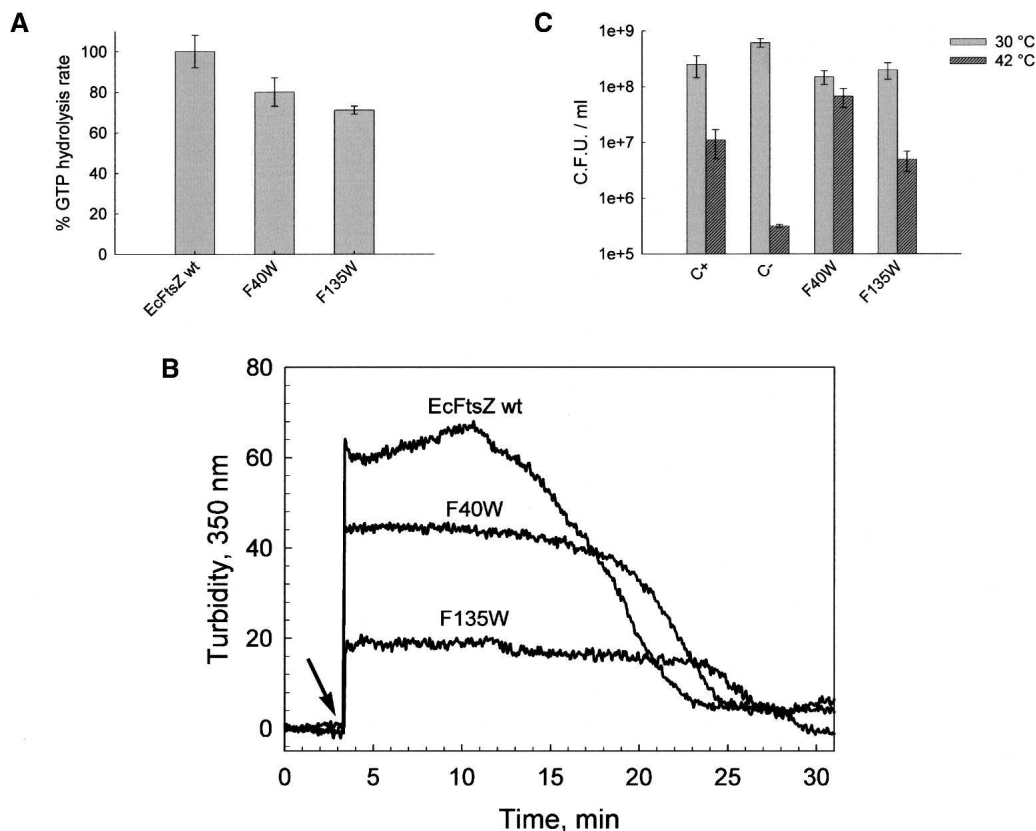 A
% GTP hydrolysis rate
100
80
60
40
20
0
EcFtsZ wt
F40W
F135W
C
C.F.U. / ml
1e+9
1e+8
1e+7
1e+6
1e+5
C+
C-
F40W
F135W
30 °C
42 °C
B
Turbidity, 350 nm
80
60
40
20
0
EcFtsZ wt
F40W
F135W
0 5 10 15 20 25 30
Time, min